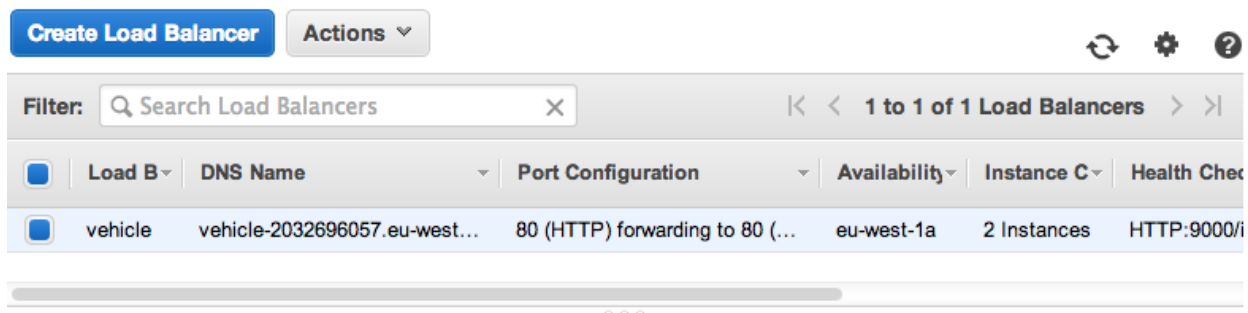 Create Load Balancer Actions
Filter: Search Load Balancers 1 to 1 of 1 Load Balancers
Load B DNS Name Port Configuration Availability Instance C Health Chec
vehicle vehicle-2032696057.eu-west... 80 (HTTP) forwarding to 80 (... eu-west-1a 2 Instances HTTP:9000/i